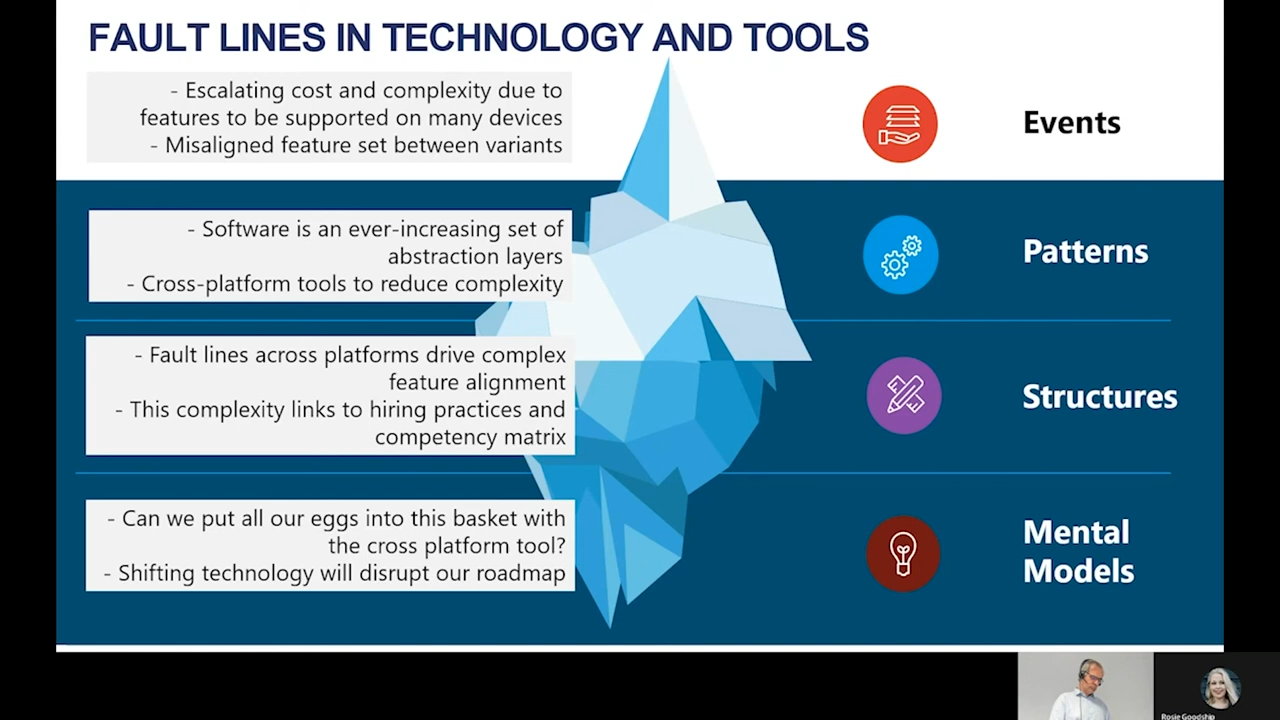 FAULT LINES IN TECHNOLOGY AND TOOLS
- Escalating cost and complexity due to
features to be supported on many devices
- Misaligned feature set between variants
Events
- Software is an ever-increasing set of
abstraction layers
- Cross-platform tools to reduce complexity
Patterns
- Fault lines across platforms drive complex
feature alignment
- This complexity links to hiring practices and
competency matrix
Structures
- Can we put all our eggs into this basket with
the cross platform tool?
- Shifting technology will disrupt our roadmap
Mental
Models
Rosie Goodship